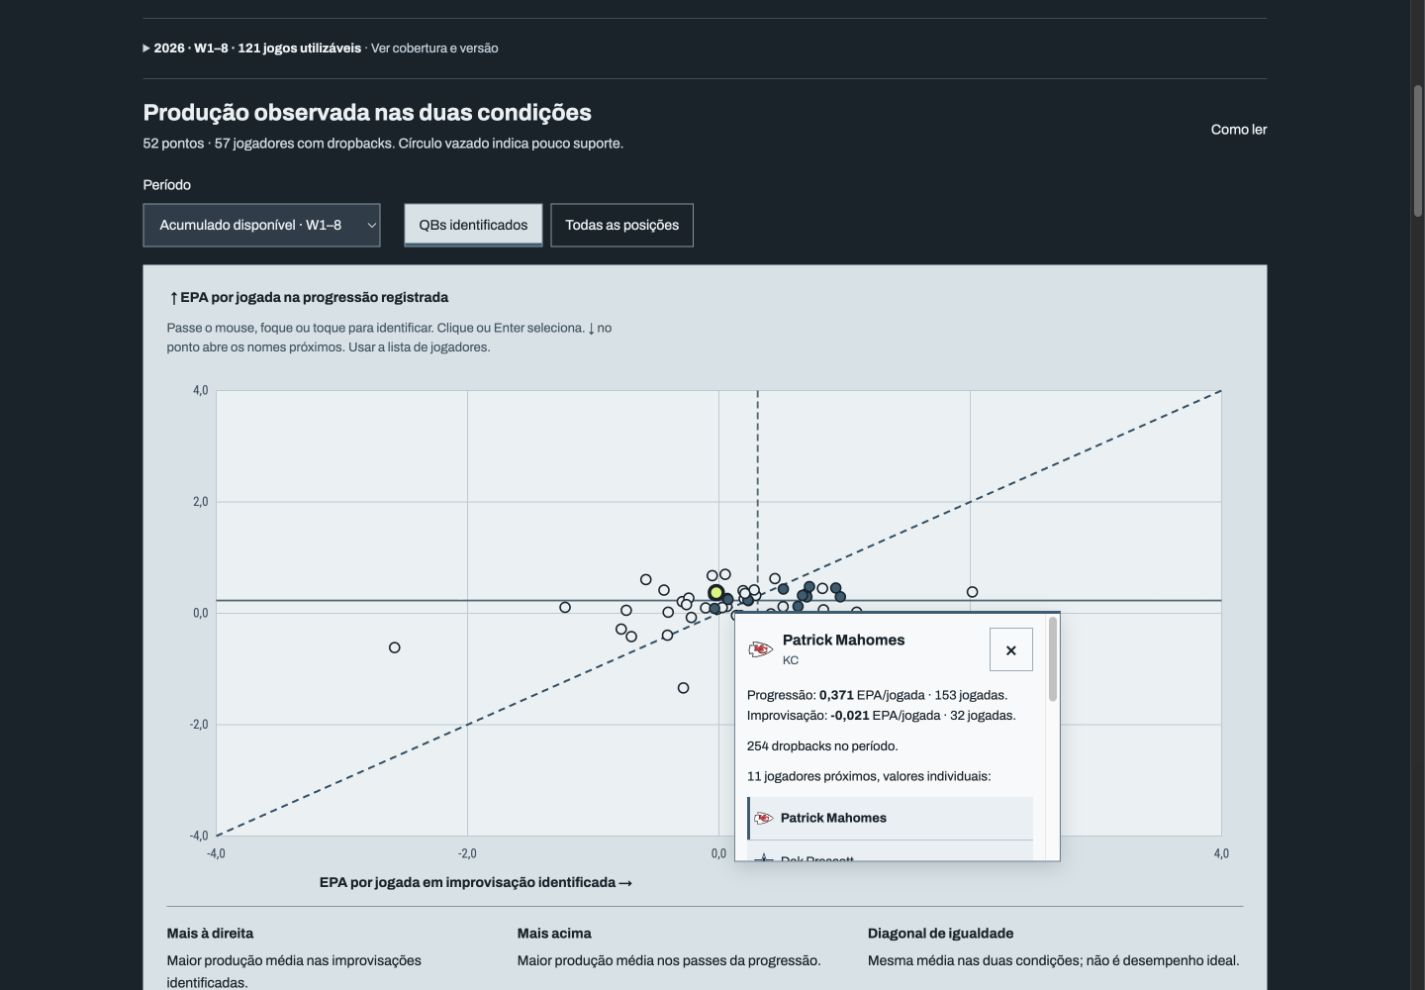 2026 · W1–8 · 121 jogos utilizáveis · Ver cobertura e versão
Produção observada nas duas condições
52 pontos · 57 jogadores com dropbacks. Círculo vazado indica pouco suporte.
Como ler
Período
Acumulado disponível · W1–8
QBs identificados
Todas as posições
↑ EPA por jogada na progressão registrada
Passe o mouse, foque ou toque para identificar. Clique ou Enter seleciona. ↓ no
ponto abre os nomes próximos. Usar a lista de jogadores.
4,0
2,0
0,0
-2,0
-4,0
-4,0
-2,0
0,0
4,0
Patrick Mahomes
KC
×
Progressão: 0,371 EPA/jogada · 153 jogadas.
Improvisação: -0,021 EPA/jogada · 32 jogadas.
254 dropbacks no período.
11 jogadores próximos, valores individuais:
Patrick Mahomes
Dak Prescott
EPA por jogada em improvisação identificada →
Mais à direita
Maior produção média nas improvisações
identificadas.
Mais acima
Maior produção média nos passes da progressão.
Diagonal de igualdade
Mesma média nas duas condições; não é desempenho ideal.